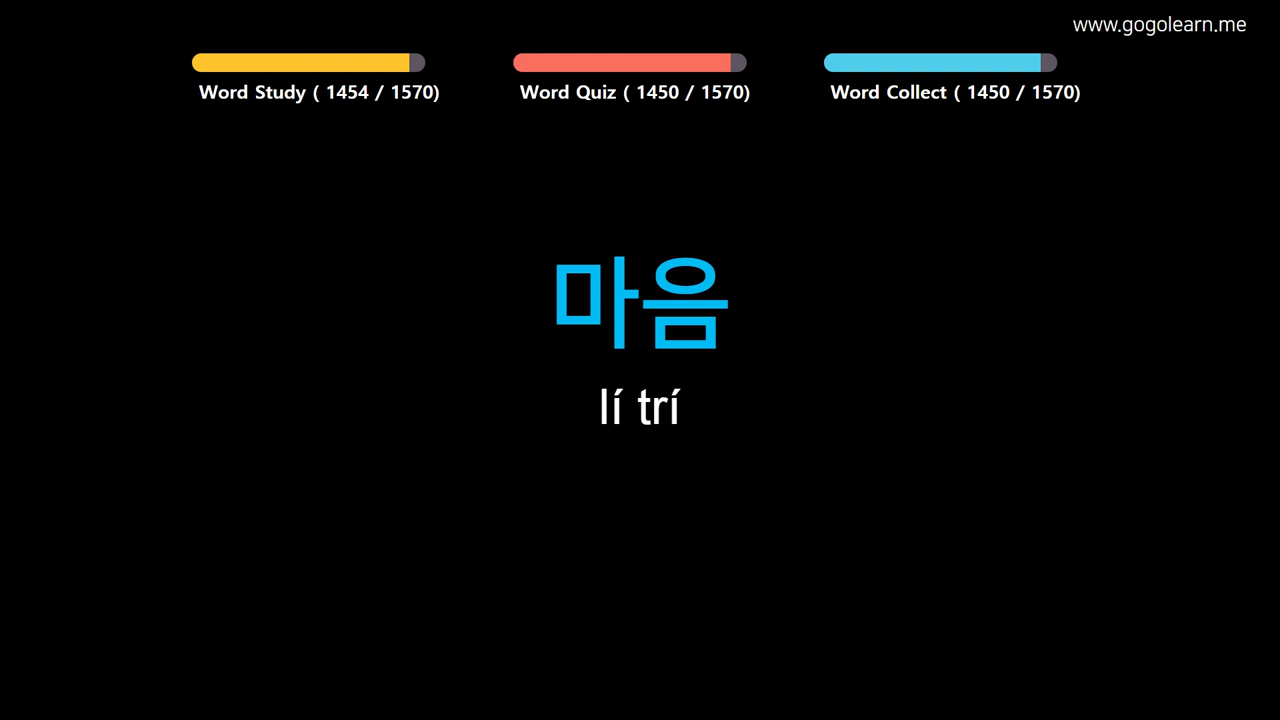 www.gogolearn.me
Word Study ( 1454 / 1570)
Word Quiz ( 1450 / 1570)
Word Collect ( 1450 / 1570)
마음
lí trí